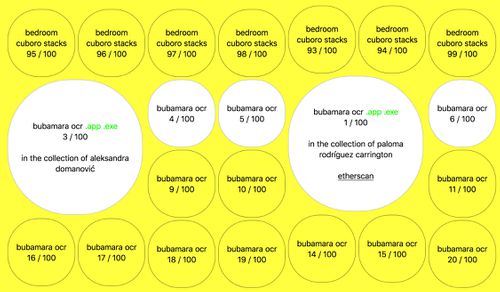 bedroom
cuboro stacks
95 / 100
bedroom
cuboro stacks
96 / 100
bedroom
cuboro stacks
97 / 100
bedroom
cuboro stacks
98 / 100
bedroom
cuboro stacks
93 / 100
bedroom
cuboro stacks
94 / 100
bedroom
cuboro stacks
99 / 100
bubamara ocr .app .exe
3 / 100
in the collection of aleksandra
domanović
bubamara ocr
4 / 100
bubamara ocr
5 / 100
bubamara ocr .app .exe
1 / 100
in the collection of paloma
rodríguez carrington
etherscan
bubamara ocr
6 / 100
bubamara ocr
9 / 100
bubamara ocr
10 / 100
bubamara ocr
11 / 100
bubamara ocr
16 / 100
bubamara ocr
17 / 100
bubamara ocr
18 / 100
bubamara ocr
19 / 100
bubamara ocr
14 / 100
bubamara ocr
15 / 100
bubamara ocr
20 / 100